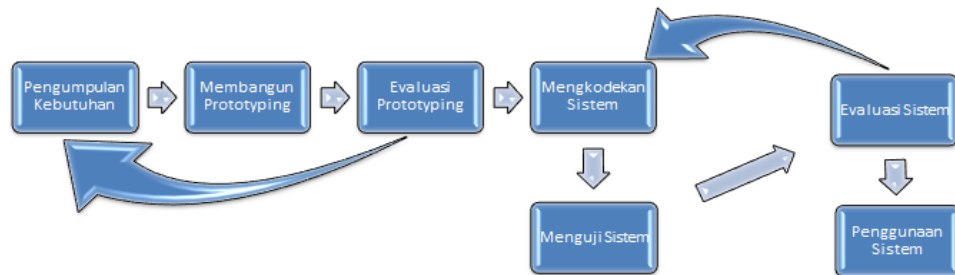 Pengumpulan
Kebutuhan
Membangun
Prototyping
Evaluasi
Prototyping
Mengkodekan
Sistem
Menguji Sistem
Evaluasi Sistem
Penggunaan
Sistem